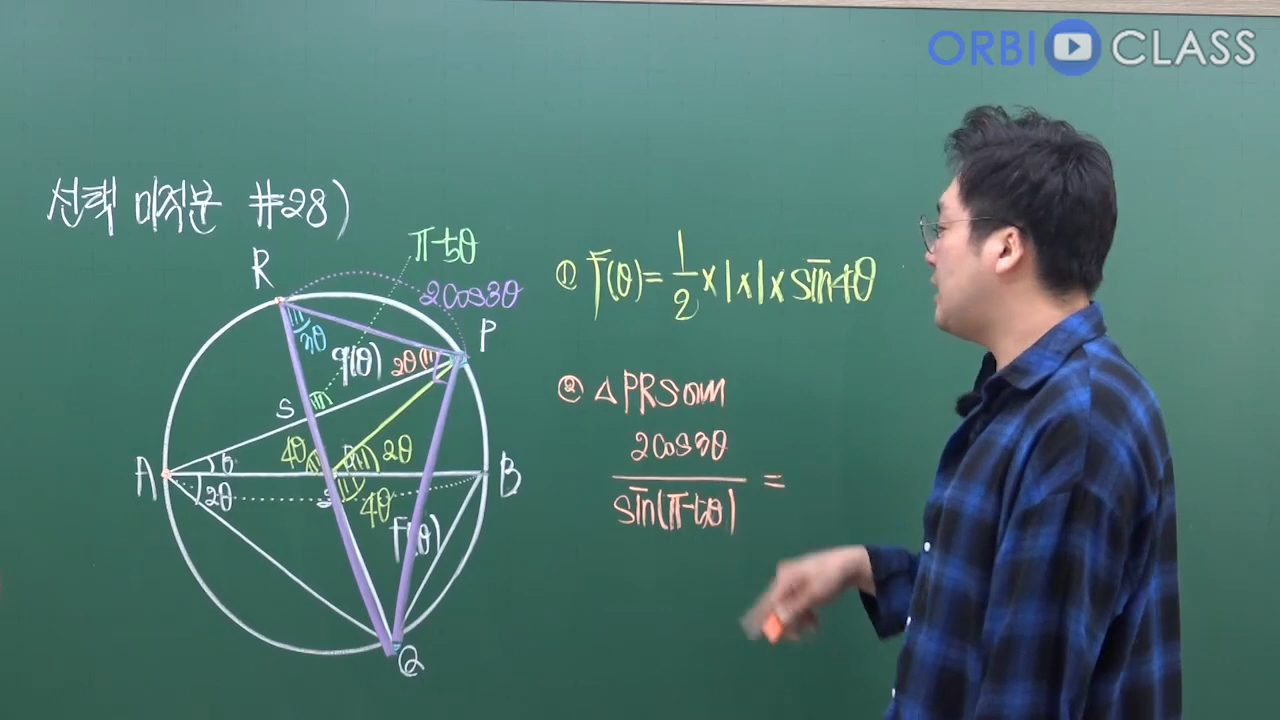 ORBI CLASS
선택 미적분 #28)
R
π-5θ
2cos3θ
P
3θ
g(θ)
2θ
S
4θ
2θ
A
θ
B
2θ
4θ
f(θ)
Q
① f(θ)=1/2×1×1×sin4θ
② △PRS에서
2cos3θ/sin(π-5θ) =